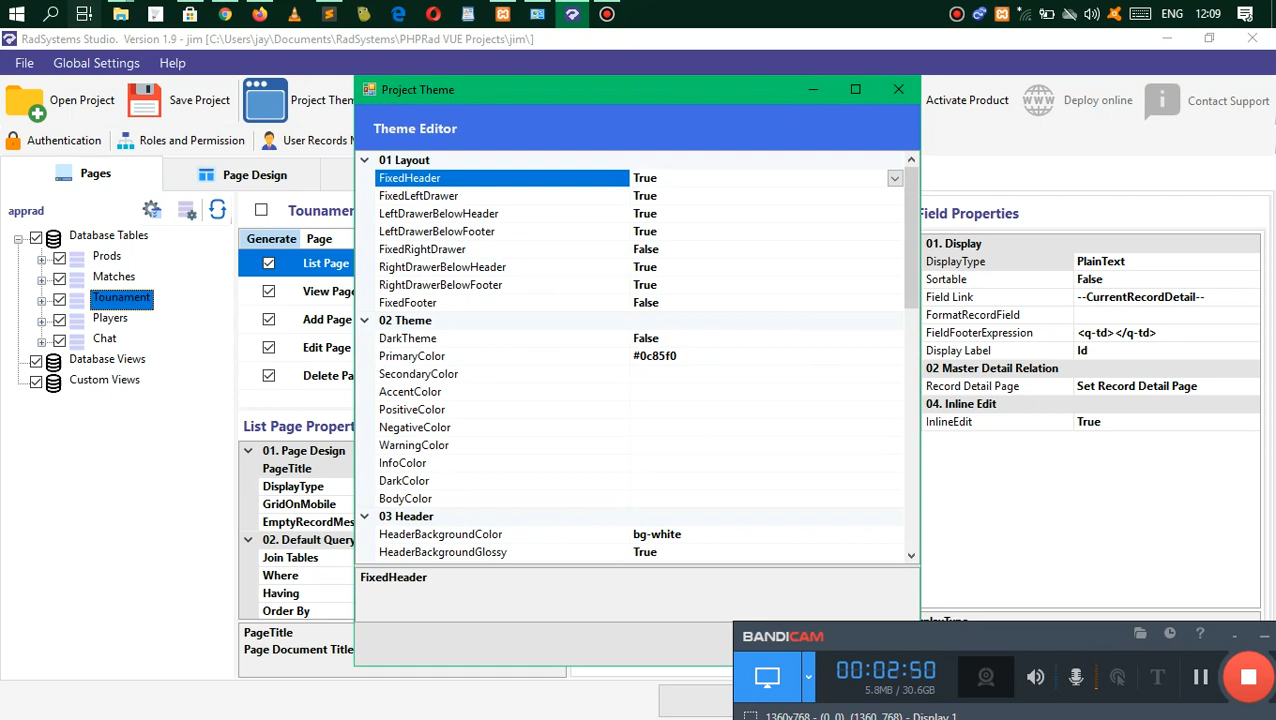 ENG 12:09
RadSystems Studio. Version 1.9 - jim [C:\Users\jay\Documents\RadSystems\PHPRad VUE Projects\jim\]
File Global Settings Help
Open Project Save Project Project Them
Activate Product Deploy online Contact Support
Authentication Roles and Permission User Records
Pages Page Design
apprad
Database Tables
Prods
Matches
Tounament
Players
Chat
Database Views
Custom Views
Tounamen
Generate Page
List Page
View Page
Add Page
Edit Page
Delete Pa
List Page Propert
01. Page Design
PageTitle
DisplayType
GridOnMobile
EmptyRecordMes
02. Default Query
Join Tables
Where
Having
Order By
PageTitle
Page Document Title
Project Theme
Theme Editor
01 Layout
FixedHeader True
FixedLeftDrawer True
LeftDrawerBelowHeader True
LeftDrawerBelowFooter True
FixedRightDrawer False
RightDrawerBelowHeader True
RightDrawerBelowFooter True
FixedFooter False
02 Theme
DarkTheme False
PrimaryColor #0c85f0
SecondaryColor
AccentColor
PositiveColor
NegativeColor
WarningColor
InfoColor
DarkColor
BodyColor
03 Header
HeaderBackgroundColor bg-white
HeaderBackgroundGlossy True
FixedHeader
Field Properties
01. Display
DisplayType PlainText
Sortable False
Field Link --CurrentRecordDetail--
FormatRecordField
FieldFooterExpression <q-td></q-td>
Display Label Id
02 Master Detail Relation
Record Detail Page Set Record Detail Page
04. Inline Edit
InlineEdit True
BANDICAM
00:02:50
5.8MB / 30.6GB
1360x768 - (0, 0), (1360, 768) - Display 1